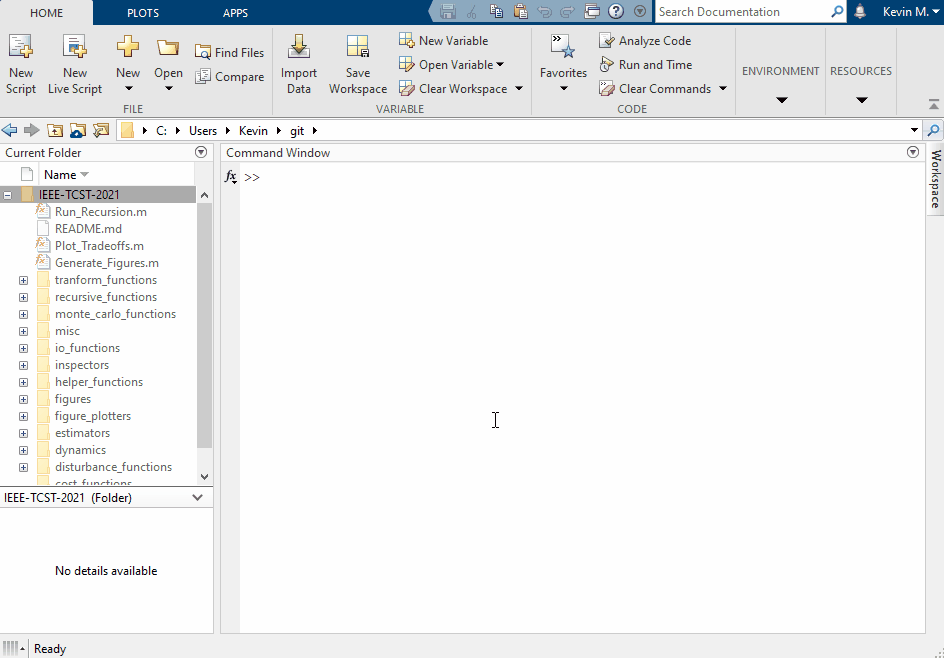 HOME PLOTS APPS Search Documentation Kevin M.
New Script
New Live Script
New
Open
Find Files
Compare
FILE
Import Data
Save Workspace
New Variable
Open Variable
Clear Workspace
VARIABLE
Favorites
Analyze Code
Run and Time
Clear Commands
CODE
ENVIRONMENT
RESOURCES
C: Users Kevin git
Current Folder
Name
IEEE-TCST-2021
Run_Recursion.m
README.md
Plot_Tradeoffs.m
Generate_Figures.m
tranform_functions
recursive_functions
monte_carlo_functions
misc
io_functions
inspectors
helper_functions
figures
figure_plotters
estimators
dynamics
disturbance_functions
cost_functions
IEEE-TCST-2021 (Folder)
No details available
Command Window
fx >>
Workspace
Ready